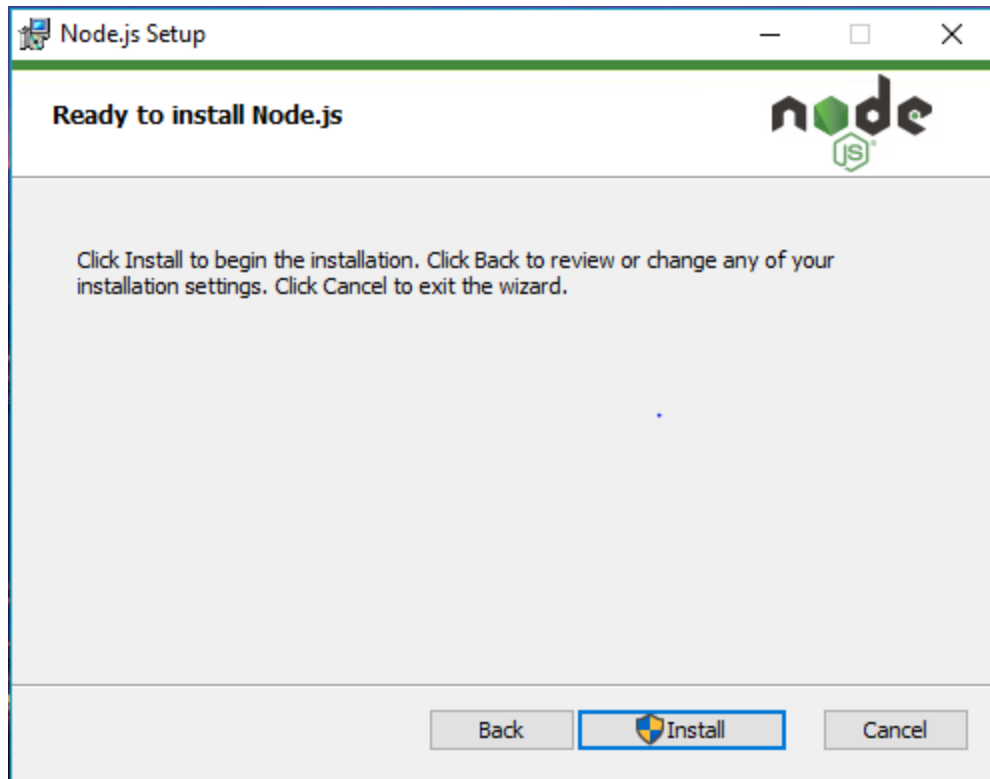 Node.js Setup
Ready to install Node.js
node
JS
Click Install to begin the installation. Click Back to review or change any of your
installation settings. Click Cancel to exit the wizard.
Back
Install
Cancel